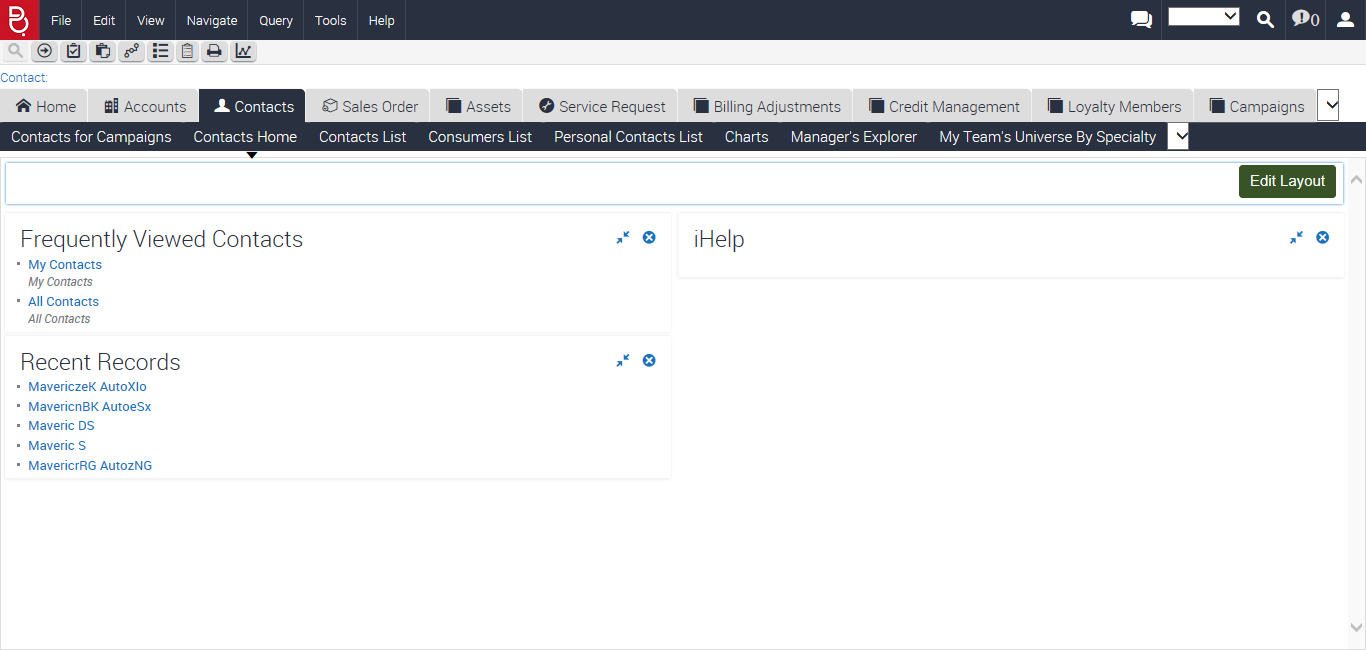 File Edit View Navigate Query Tools Help 0
Contact:
Home Accounts Contacts Sales Order Assets Service Request Billing Adjustments Credit Management Loyalty Members Campaigns
Contacts for Campaigns Contacts Home Contacts List Consumers List Personal Contacts List Charts Manager's Explorer My Team's Universe By Specialty
Edit Layout
Frequently Viewed Contacts
My Contacts
My Contacts
All Contacts
All Contacts
iHelp
Recent Records
MavericzeK AutoXIo
MavericnBK AutoeSx
Maveric DS
Maveric S
MavericrRG AutozNG